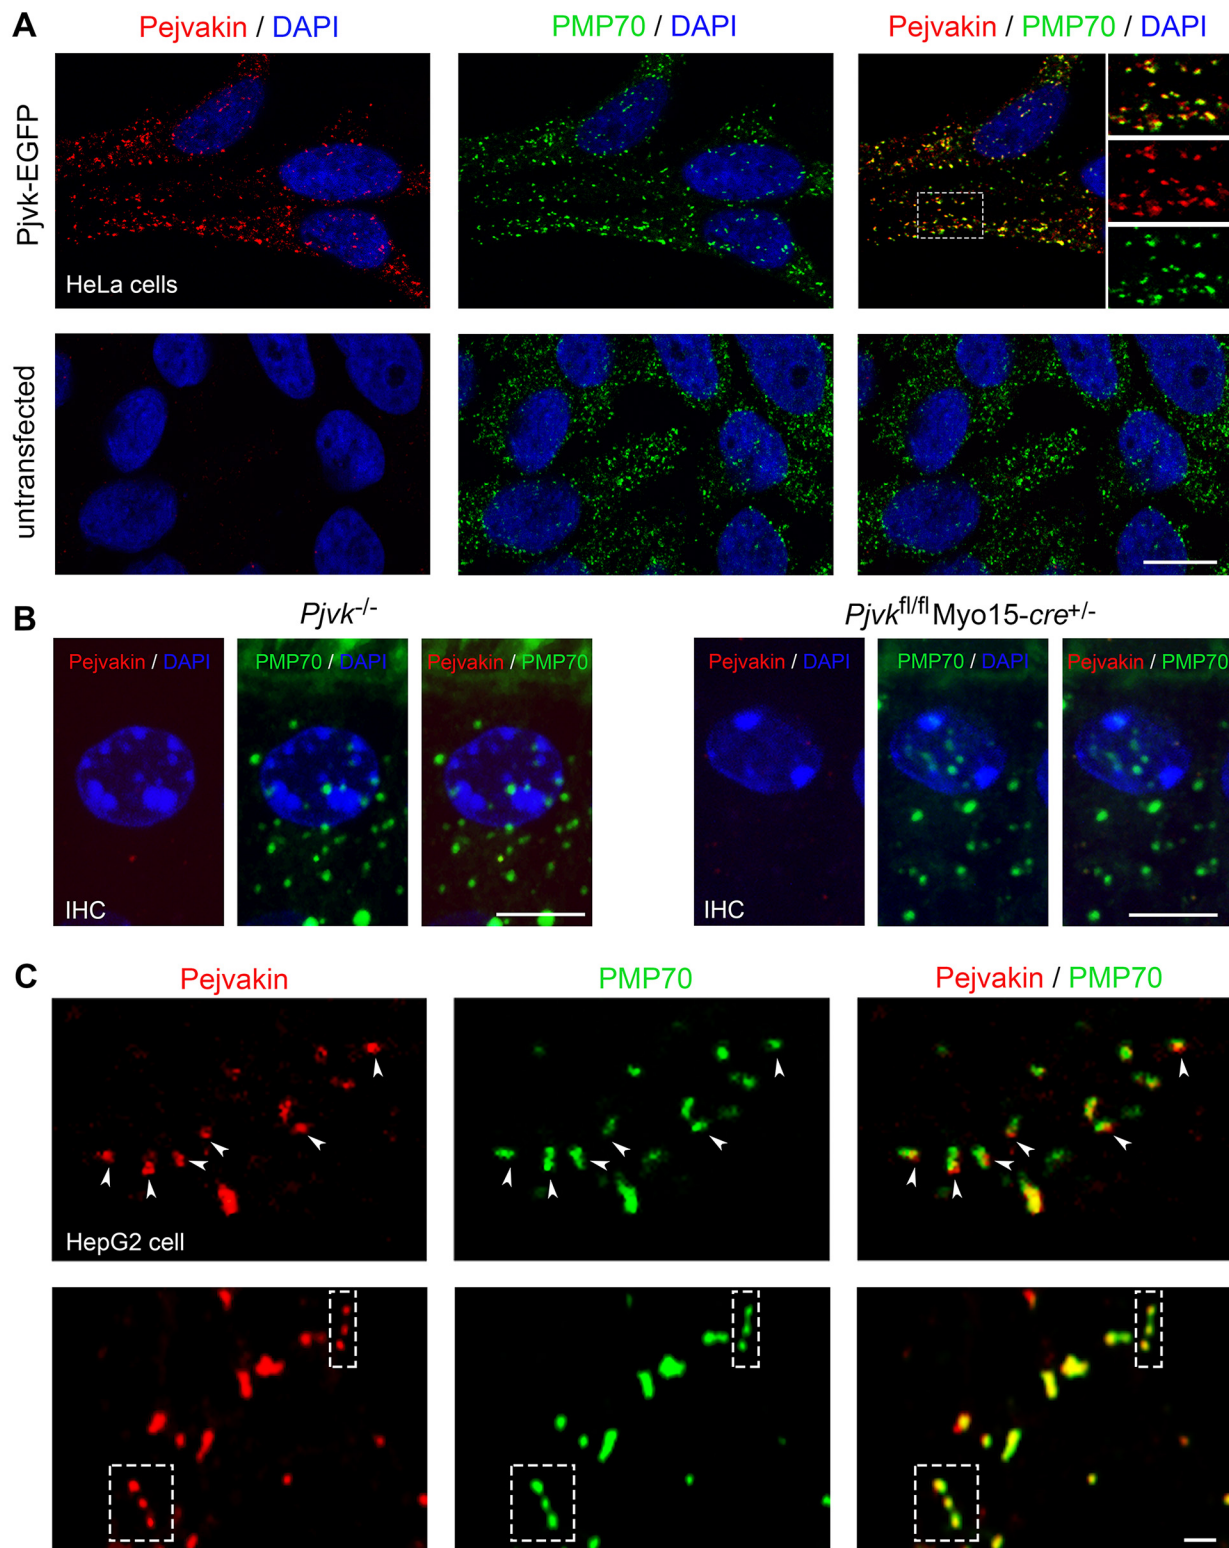 A
Pejvakin / DAPI
PMP70 / DAPI
Pejvakin / PMP70 / DAPI
Pjvk-EGFP
HeLa cells
untransfected
B
Pjvk-/-
Pjvkfl/fl Myo15-cre+/-
Pejvakin / DAPI
PMP70 / DAPI
Pejvakin / PMP70
Pejvakin / DAPI
PMP70 / DAPI
Pejvakin / PMP70
IHC
IHC
C
Pejvakin
PMP70
Pejvakin / PMP70
HepG2 cell